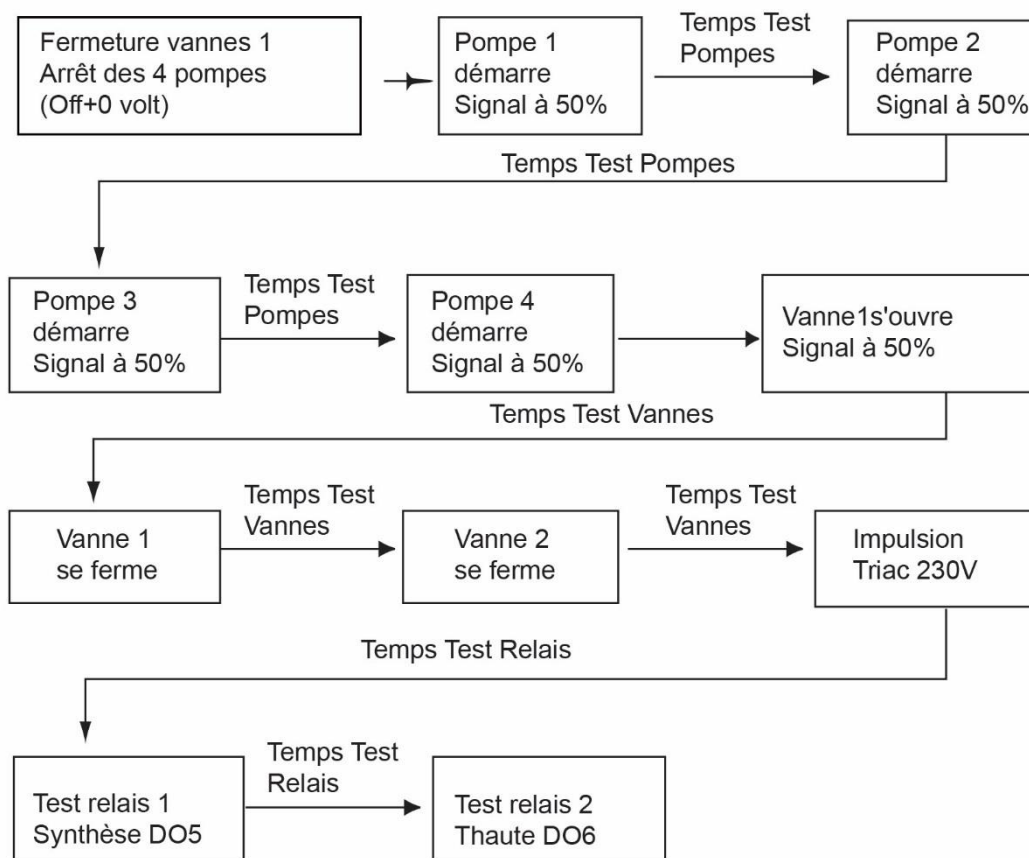 Fermeture vannes 1
Arrêt des 4 pompes
(Off+0 volt)
Pompe 1
démarre
Signal à 50%
Temps Test
Pompes
Pompe 2
démarre
Signal à 50%
Temps Test Pompes
Pompe 3
démarre
Signal à 50%
Temps Test
Pompes
Pompe 4
démarre
Signal à 50%
Vanne1s'ouvre
Signal à 50%
Temps Test Vannes
Vanne 1
se ferme
Temps Test
Vannes
Vanne 2
se ferme
Temps Test
Vannes
Impulsion
Triac 230V
Temps Test Relais
Test relais 1
Synthèse DO5
Temps Test
Relais
Test relais 2
Thaute DO6